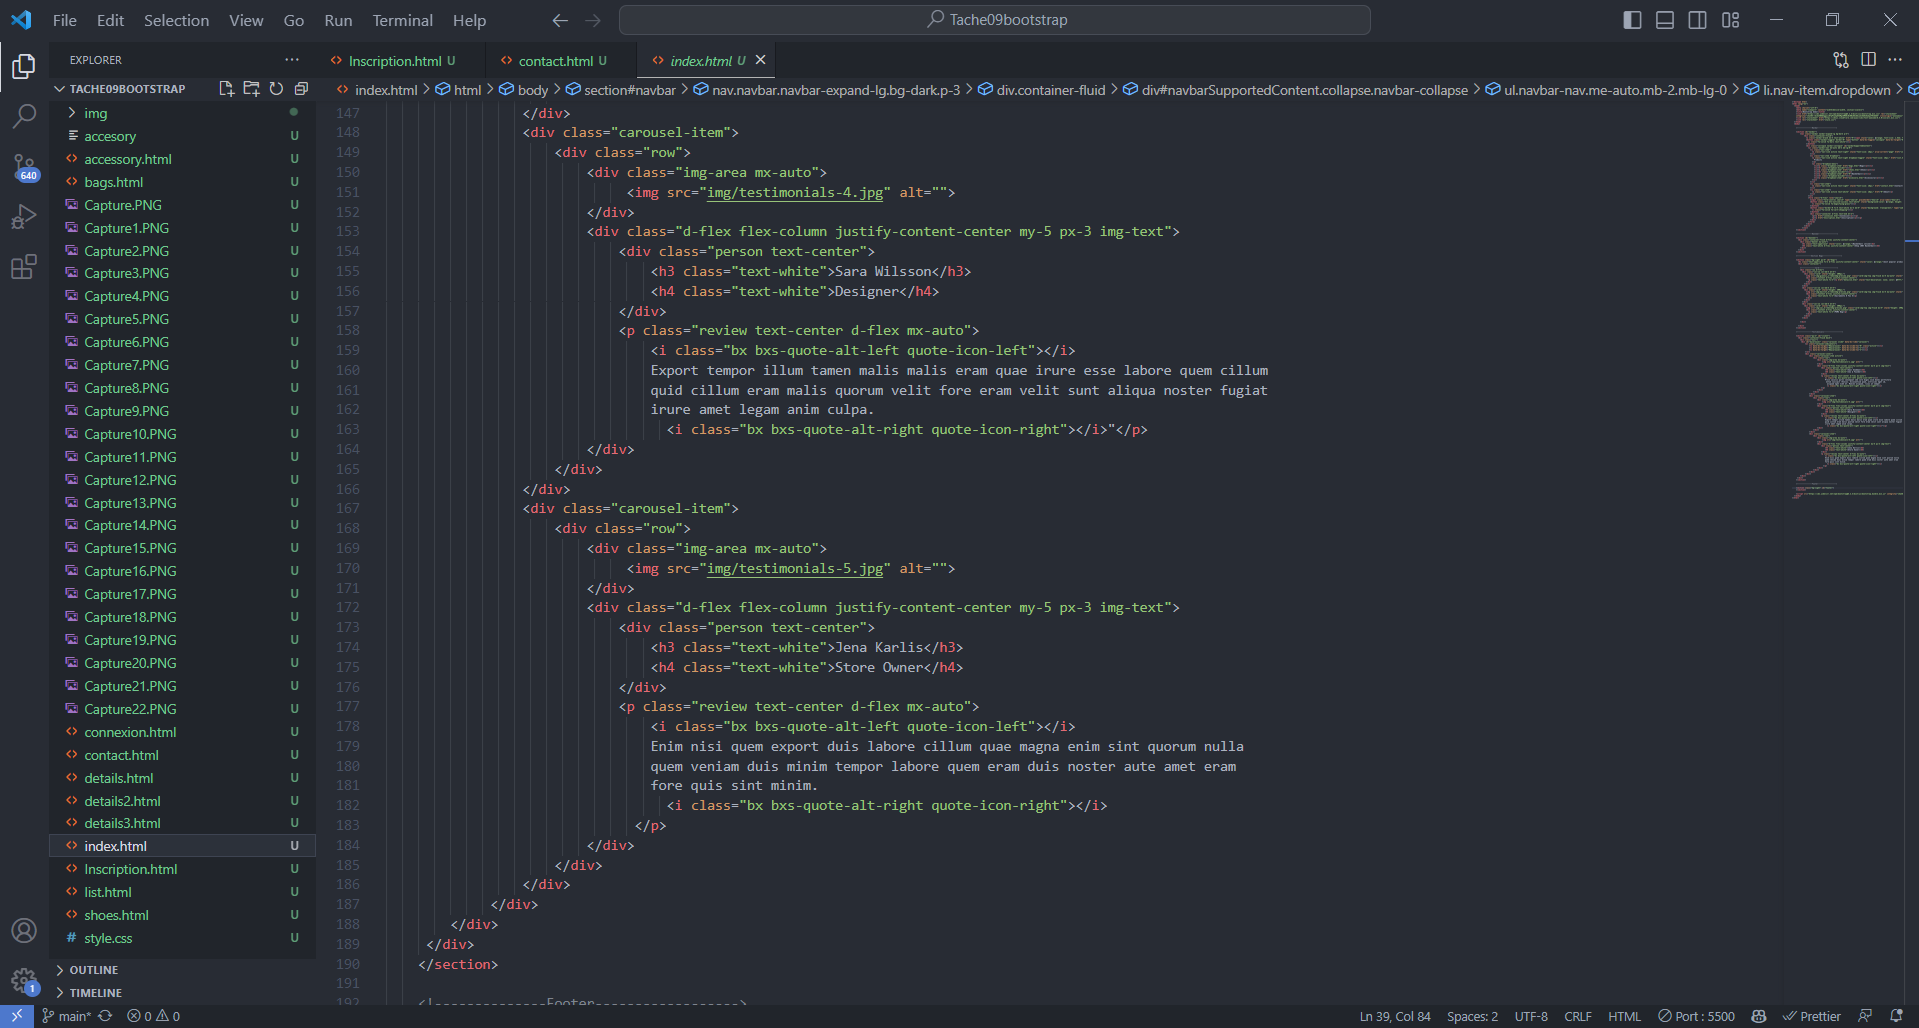 File Edit Selection View Go Run Terminal Help
Tache09bootstrap
EXPLORER
Inscription.html U
contact.html U
index.html U
TACHE09BOOTSTRAP
index.html > html > body > section#navbar > nav.navbar.navbar-expand-lg.bg-dark.p-3 > div.container-fluid > div#navbarSupportedContent.collapse.navbar-collapse > ul.navbar-nav.me-auto.mb-2.mb-lg-0 > li.nav-item.dropdown >
img
accesory U
accessory.html U
bags.html U
Capture.PNG U
Capture1.PNG U
Capture2.PNG U
Capture3.PNG U
Capture4.PNG U
Capture5.PNG U
Capture6.PNG U
Capture7.PNG U
Capture8.PNG U
Capture9.PNG U
Capture10.PNG U
Capture11.PNG U
Capture12.PNG U
Capture13.PNG U
Capture14.PNG U
Capture15.PNG U
Capture16.PNG U
Capture17.PNG U
Capture18.PNG U
Capture19.PNG U
Capture20.PNG U
Capture21.PNG U
Capture22.PNG U
connexion.html U
contact.html U
details.html U
details2.html U
details3.html U
index.html U
Inscription.html U
list.html U
shoes.html U
# style.css U
OUTLINE
TIMELINE
640
1
147 </div>
148 <div class="carousel-item">
149 <div class="row">
150 <div class="img-area mx-auto">
151 <img src="img/testimonials-4.jpg" alt="">
152 </div>
153 <div class="d-flex flex-column justify-content-center my-5 px-3 img-text">
154 <div class="person text-center">
155 <h3 class="text-white">Sara Wilsson</h3>
156 <h4 class="text-white">Designer</h4>
157 </div>
158 <p class="review text-center d-flex mx-auto">
159 <i class="bx bxs-quote-alt-left quote-icon-left"></i>
160 Export tempor illum tamen malis malis eram quae irure esse labore quem cillum
161 quid cillum eram malis quorum velit fore eram velit sunt aliqua noster fugiat
162 irure amet legam anim culpa.
163 <i class="bx bxs-quote-alt-right quote-icon-right"></i>"</p>
164 </div>
165 </div>
166 </div>
167 <div class="carousel-item">
168 <div class="row">
169 <div class="img-area mx-auto">
170 <img src="img/testimonials-5.jpg" alt="">
171 </div>
172 <div class="d-flex flex-column justify-content-center my-5 px-3 img-text">
173 <div class="person text-center">
174 <h3 class="text-white">Jena Karlis</h3>
175 <h4 class="text-white">Store Owner</h4>
176 </div>
177 <p class="review text-center d-flex mx-auto">
178 <i class="bx bxs-quote-alt-left quote-icon-left"></i>
179 Enim nisi quem export duis labore cillum quae magna enim sint quorum nulla
180 quem veniam duis minim tempor labore quem eram duis noster aute amet eram
181 fore quis sint minim.
182 <i class="bx bxs-quote-alt-right quote-icon-right"></i>
183 </p>
184 </div>
185 </div>
186 </div>
187 </div>
188 </div>
189 </div>
190 </section>
191
192 <!--------------Footer------------------>
main* 0 0
Ln 39, Col 84 Spaces: 2 UTF-8 CRLF HTML Port : 5500 Prettier